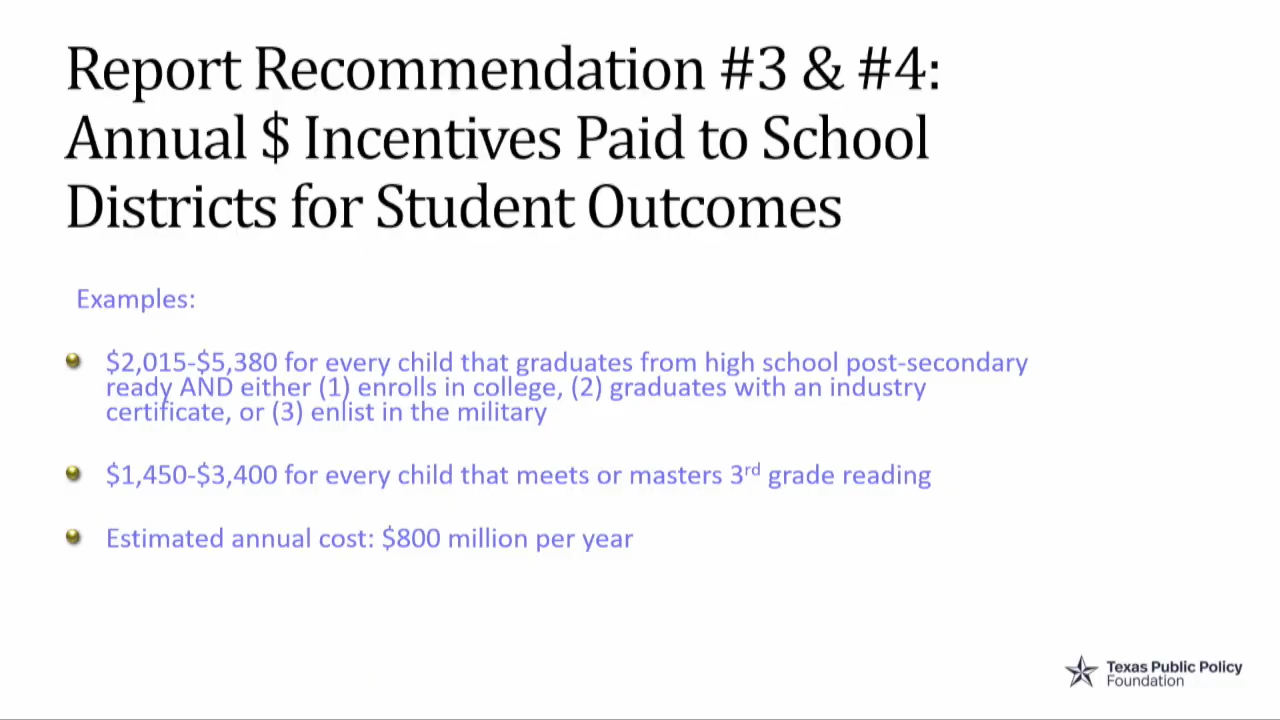 Report Recommendation #3 & #4:
Annual $ Incentives Paid to School
Districts for Student Outcomes
Examples:
$2,015-$5,380 for every child that graduates from high school post-secondary
ready AND either (1) enrolls in college, (2) graduates with an industry
certificate, or (3) enlist in the military
$1,450-$3,400 for every child that meets or masters 3rd grade reading
Estimated annual cost: $800 million per year
Texas Public Policy
Foundation